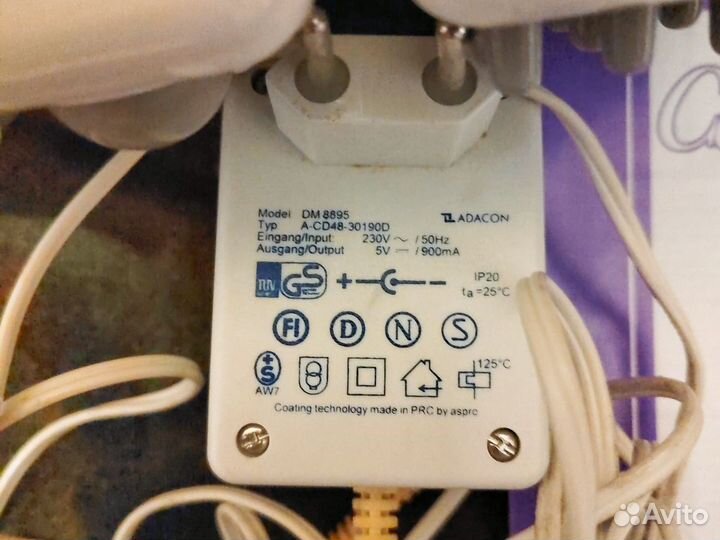 Model DM 8895
Typ A-CD48-30190D
ADACON
Eingang/Input: 230V ~ / 50Hz
Ausgang/Output 5V ⎓ / 900mA
TÜV GS + − IP20
ta =25°C
FI D N S
+S
AW7
125°C
Coating technology made in PRC by aspro
Avito